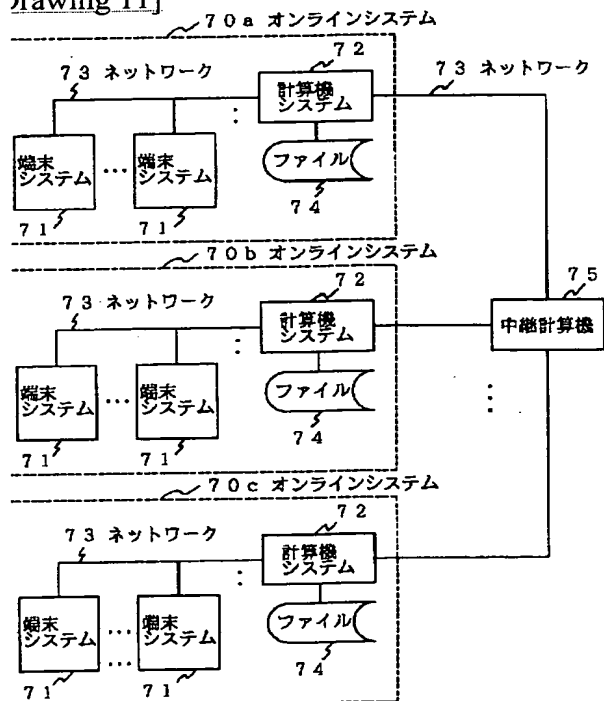 Drawing 11]
70a オンラインシステム
73 ネットワーク
72
計算機
システム
73 ネットワーク
端末
システム
…
端末
システム
ファイル
71
71
74
70b オンラインシステム
73 ネットワーク
72
計算機
システム
75
中継計算機
端末
システム
…
端末
システム
ファイル
71
71
74
70c オンラインシステム
73 ネットワーク
72
計算機
システム
端末
システム
…
…
端末
システム
ファイル
71
71
74